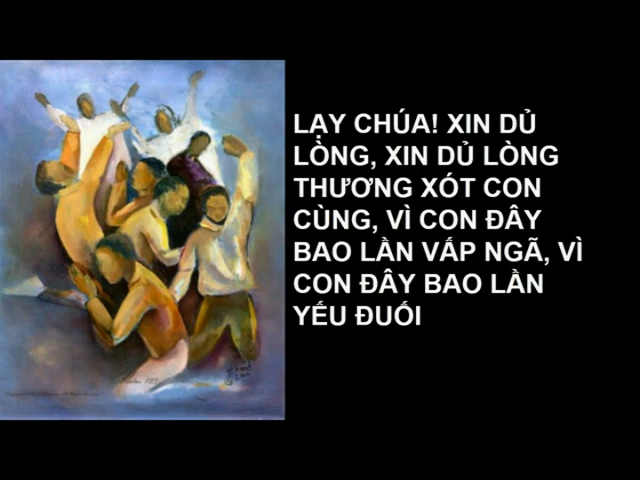 LẠY CHÚA! XIN DỦ
LÒNG, XIN DỦ LÒNG
THƯƠNG XÓT CON
CÙNG, VÌ CON ĐÂY
BAO LẦN VẤP NGÃ, VÌ
CON ĐÂY BAO LẦN
YẾU ĐUỐI